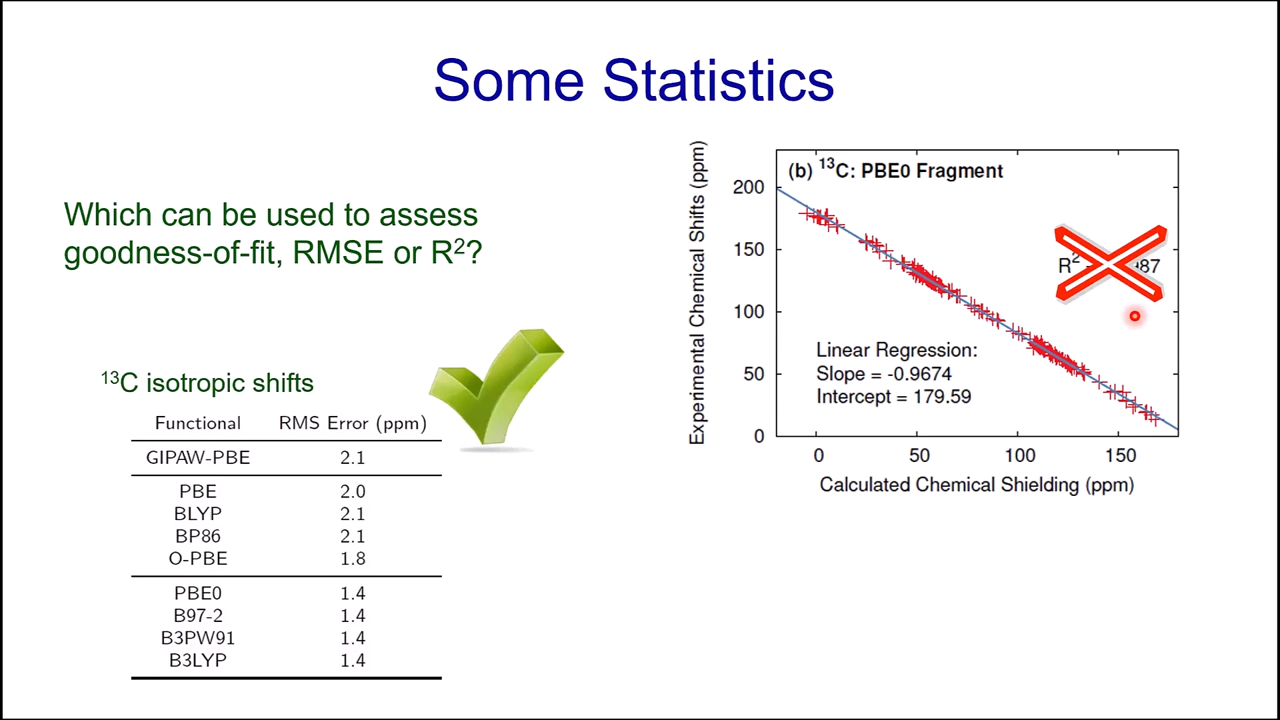 Some Statistics
Which can be used to assess
goodness-of-fit, RMSE or R²?
¹³C isotropic shifts
Functional RMS Error (ppm)
GIPAW-PBE 2.1
PBE 2.0
BLYP 2.1
BP86 2.1
O-PBE 1.8
PBE0 1.4
B97-2 1.4
B3PW91 1.4
B3LYP 1.4
(b) ¹³C: PBE0 Fragment
R²
87
Linear Regression:
Slope = -0.9674
Intercept = 179.59
Experimental Chemical Shifts (ppm)
200
150
100
50
0
0 50 100 150
Calculated Chemical Shielding (ppm)